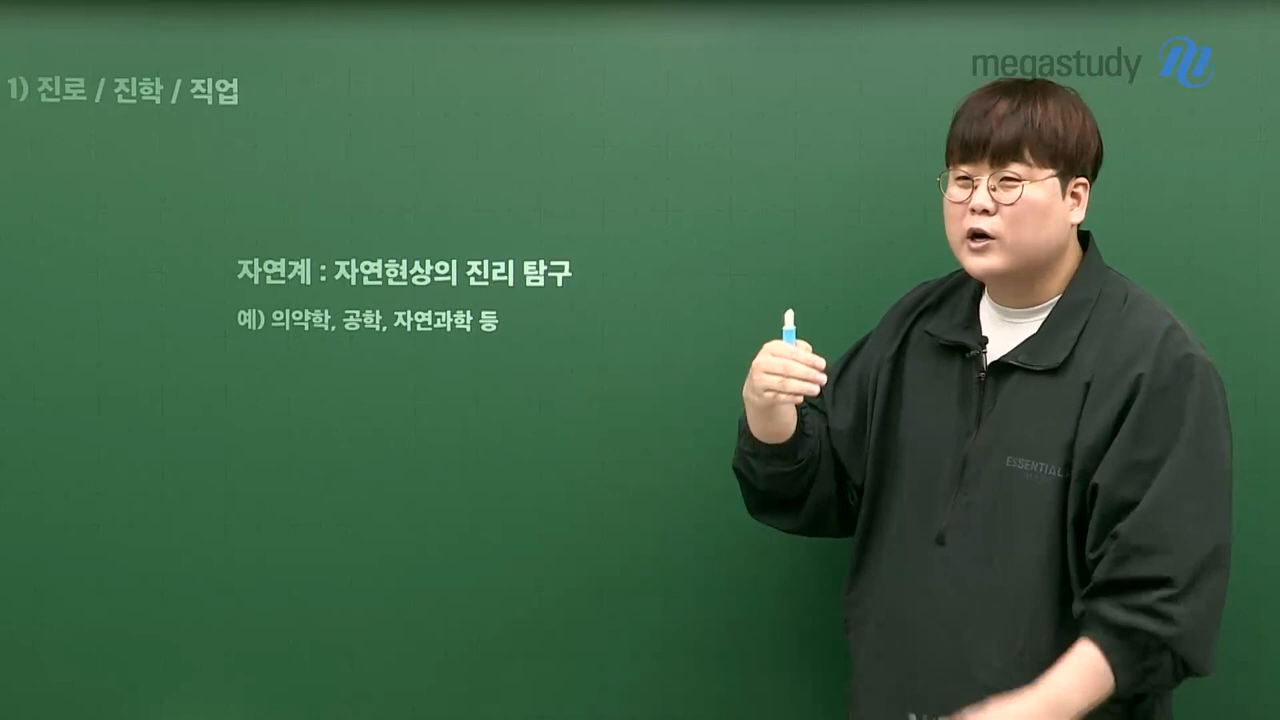 megastudy
1) 진로 / 진학 / 직업
자연계 : 자연현상의 진리 탐구
예) 의약학, 공학, 자연과학 등